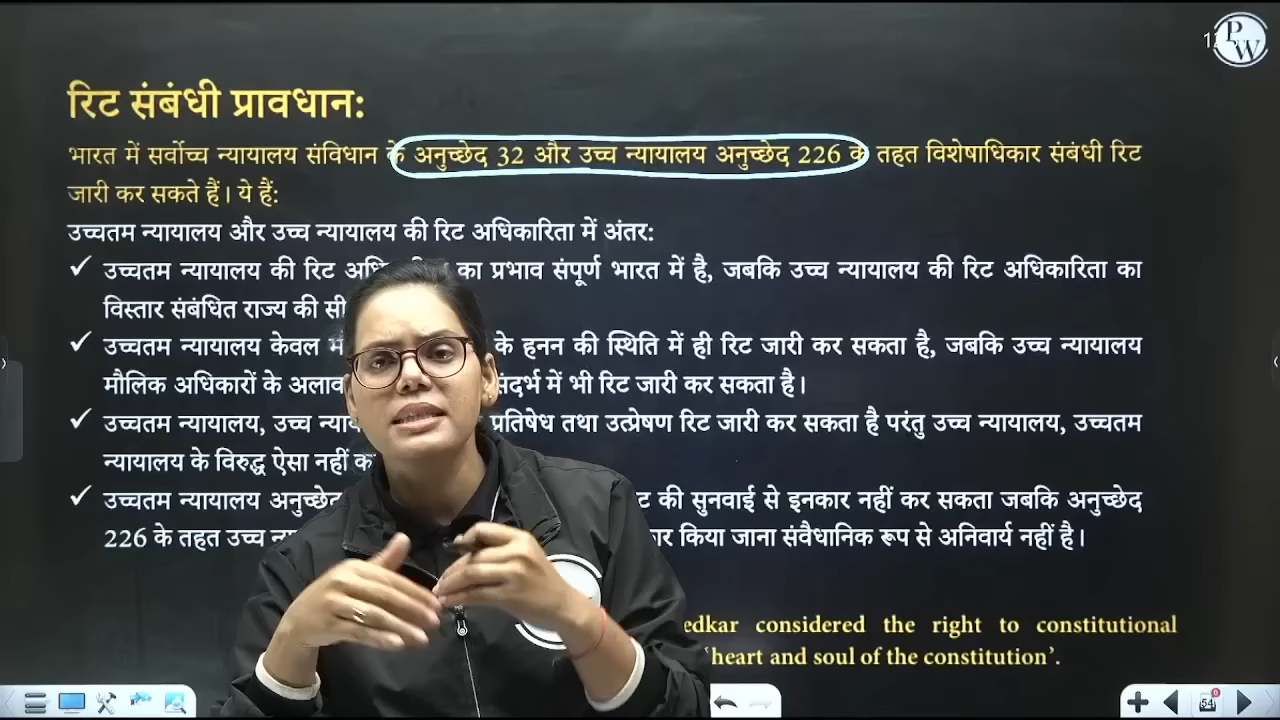 PW
रिट संबंधी प्रावधान:
भारत में सर्वोच्च न्यायालय संविधान के अनुच्छेद 32 और उच्च न्यायालय अनुच्छेद 226 के तहत विशेषाधिकार संबंधी रिट
जारी कर सकते हैं। ये हैं:
उच्चतम न्यायालय और उच्च न्यायालय की रिट अधिकारिता में अंतर:
✓ उच्चतम न्यायालय की रिट का प्रभाव संपूर्ण भारत में है, जबकि उच्च न्यायालय की रिट अधिकारिता का
विस्तार संबंधित राज्य की
✓ उच्चतम न्यायालय केवल के हनन की स्थिति में ही रिट जारी कर सकता है, जबकि उच्च न्यायालय
मौलिक अधिकारों के संदर्भ में भी रिट जारी कर सकता है।
✓ उच्चतम न्यायालय, उच्च प्रतिषेध तथा उत्प्रेषण रिट जारी कर सकता है परंतु उच्च न्यायालय, उच्चतम
न्यायालय के विरुद्ध ऐसा नहीं
✓ उच्चतम न्यायालय अनुच्छेद की सुनवाई से इनकार नहीं कर सकता जबकि अनुच्छेद
226 के तहत उच्च किया जाना संवैधानिक रूप से अनिवार्य नहीं है।
considered the right to constitutional
'heart and soul of the constitution'.